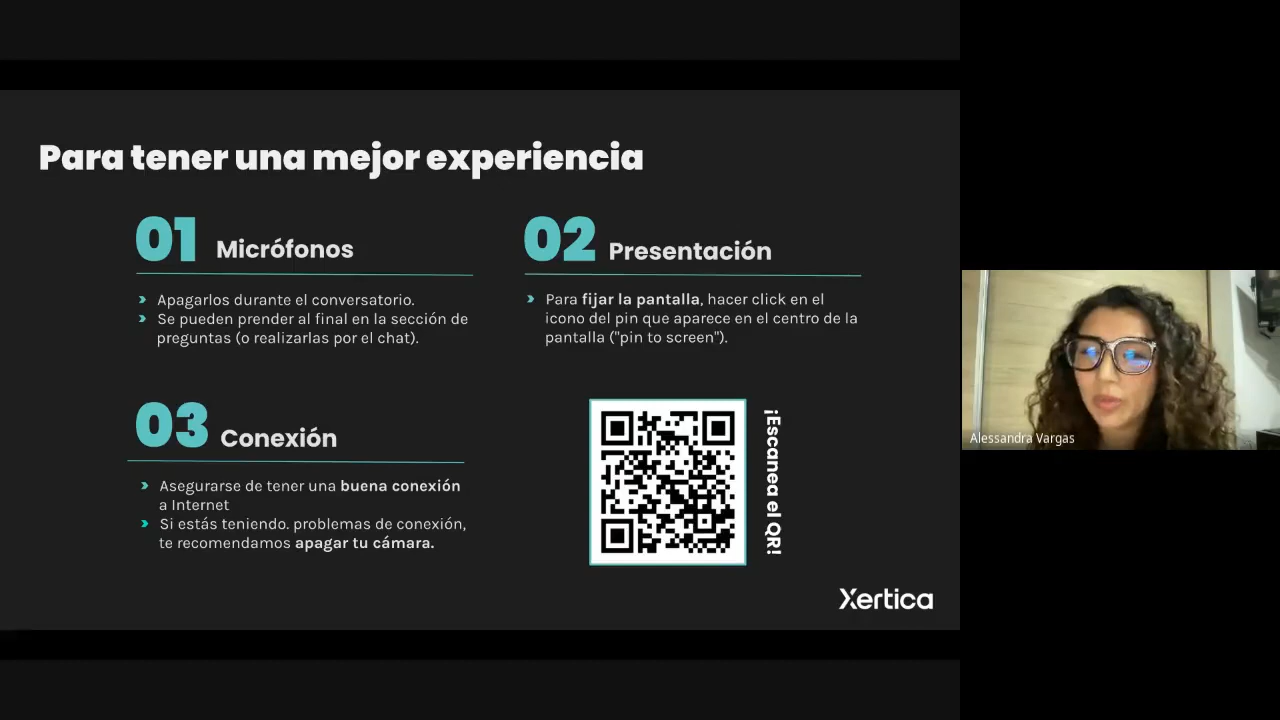 Para tener una mejor experiencia
01 Micrófonos
Apagarlos durante el conversatorio.
Se pueden prender al final en la sección de
preguntas (o realizarlas por el chat).
02 Presentación
Para fijar la pantalla, hacer click en el
icono del pin que aparece en el centro de la
pantalla ("pin to screen").
03 Conexión
Asegurarse de tener una buena conexión
a Internet
Si estás teniendo. problemas de conexión,
te recomendamos apagar tu cámara.
¡Escanea el QR!
Xertica
Alessandra Vargas